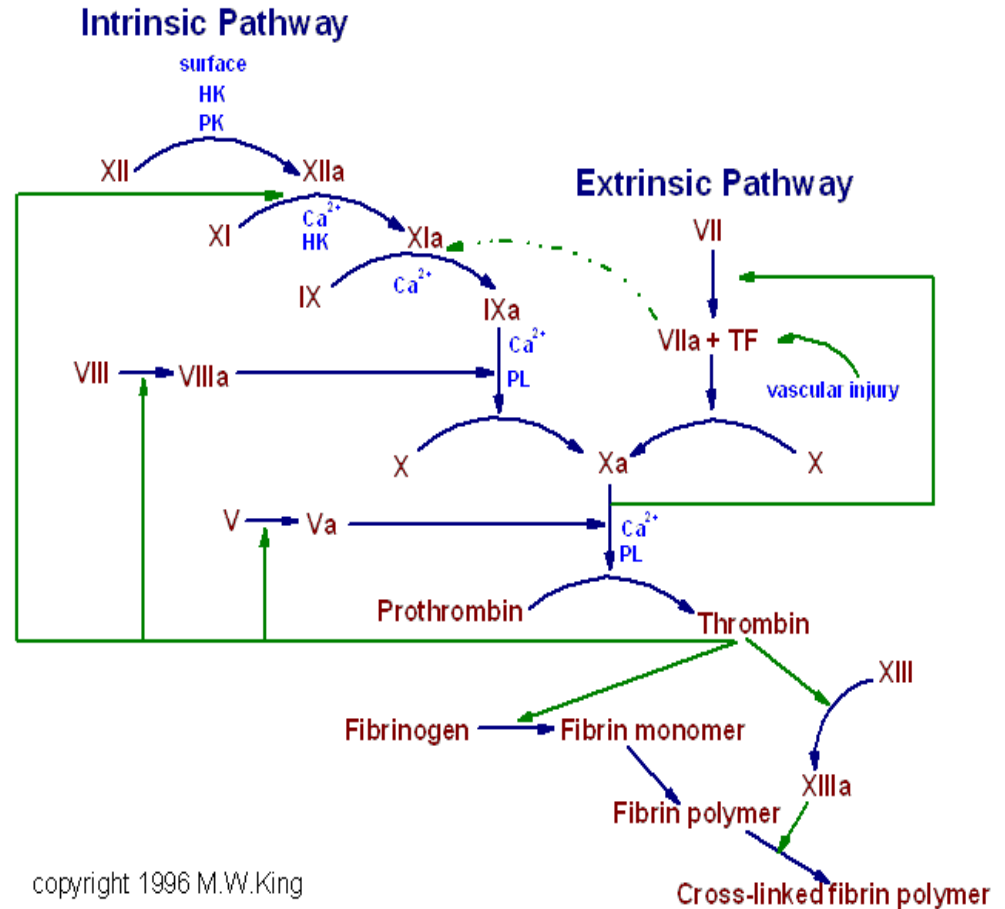 Intrinsic Pathway
surface
HK
PK
XII
XIIa
Extrinsic Pathway
XI
Ca²⁺
HK
XIa
VII
IX
Ca²⁺
IXa
Ca²⁺
PL
VIIa + TF
vascular injury
VIII
VIIIa
X
Xa
X
V
Va
Ca²⁺
PL
Prothrombin
Thrombin
XIII
Fibrinogen
Fibrin monomer
XIIIa
Fibrin polymer
Cross-linked fibrin polymer
copyright 1996 M.W.King